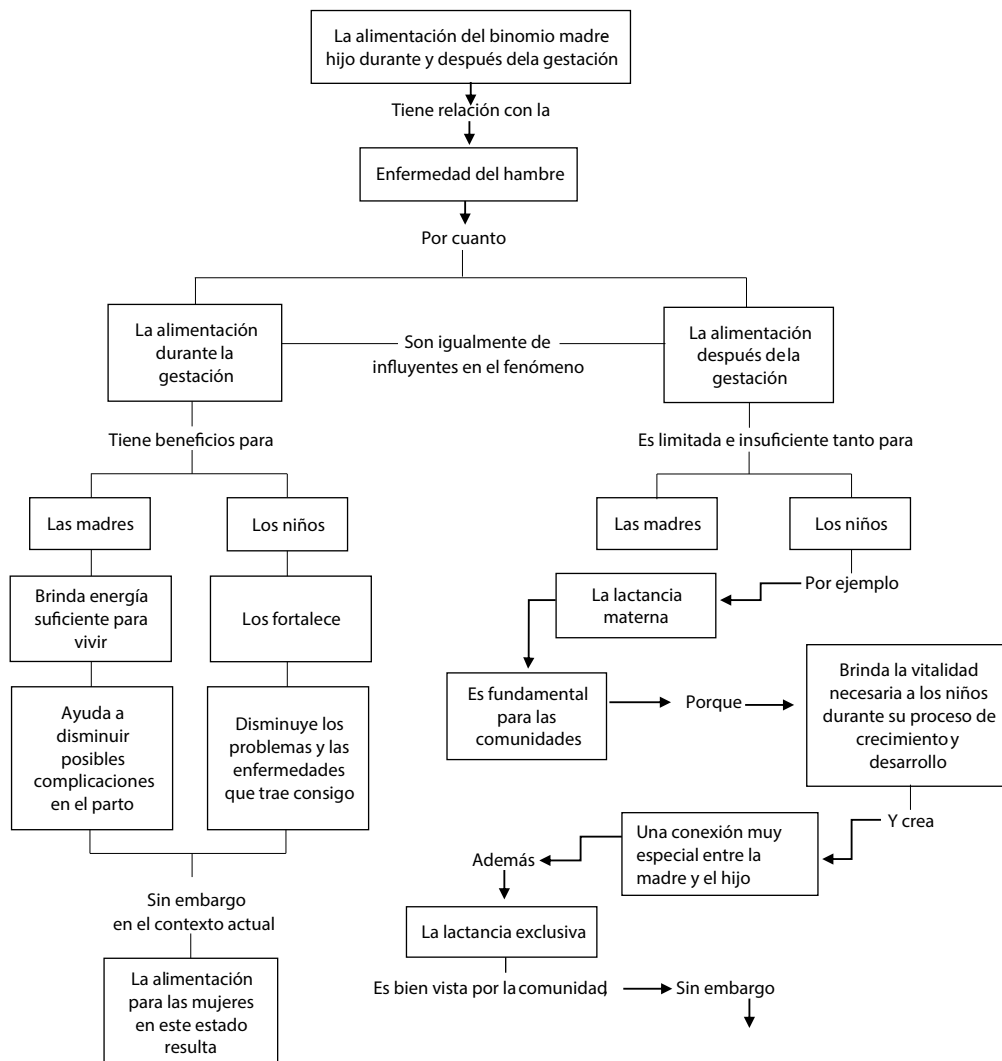 La alimentación del binomio madre
hijo durante y después dela gestación
Tiene relación con la
Enfermedad del hambre
Por cuanto
La alimentación
durante la
gestación
Son igualmente de
influyentes en el fenómeno
La alimentación
después de la
gestación
Tiene beneficios para
Es limitada e insuficiente tanto para
Las madres
Los niños
Las madres
Los niños
Brinda energía
suficiente para
vivir
Los fortalece
Por ejemplo
La lactancia
materna
Ayuda a
disminuir
posibles
complicaciones
en el parto
Disminuye los
problemas y las
enfermedades
que trae consigo
Es fundamental
para las
comunidades
Porque
Brinda la vitalidad
necesaria a los niños
durante su proceso de
crecimiento y
desarrollo
Y crea
Una conexión muy
especial entre la
madre y el hijo
Además
Sin embargo
en el contexto actual
La lactancia exclusiva
La alimentación
para las mujeres
en este estado
resulta
Es bien vista por la comunidad,
Sin embargo